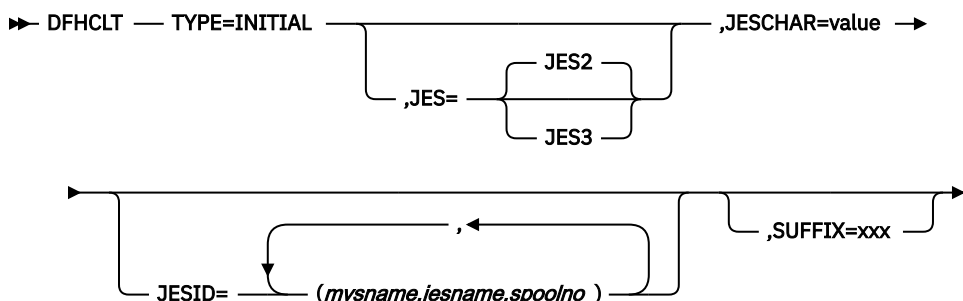 DFHCLT TYPE=INITIAL ,JESCHAR=value
JES2
,JES=
JES3
,
,SUFFIX=xxx
JESID= (mvsname,jesname,spoolno )